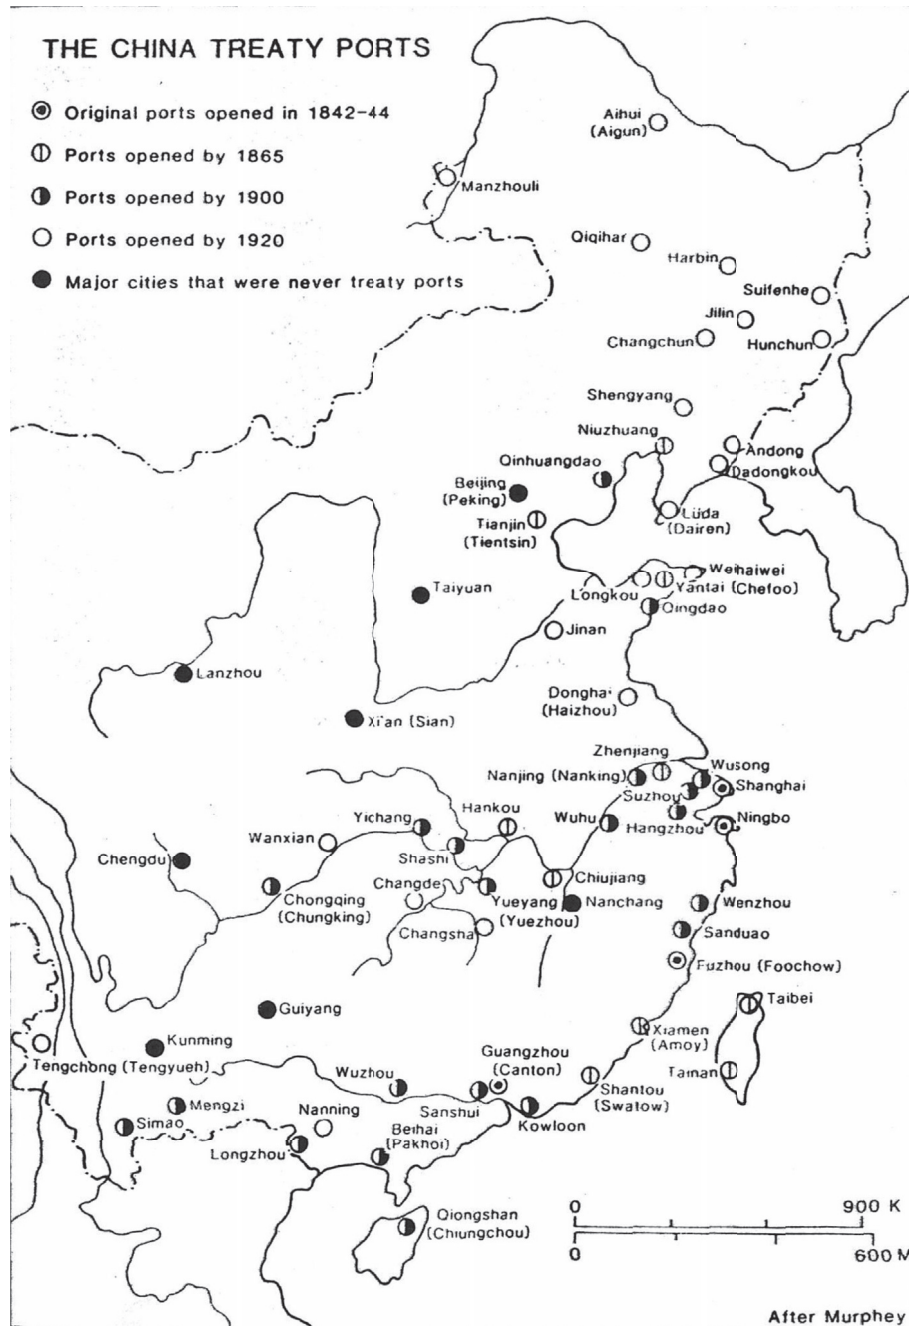 THE CHINA TREATY PORTS
Original ports opened in 1842-44
Ports opened by 1865
Ports opened by 1900
Ports opened by 1920
Major cities that were never treaty ports
Aihui
(Aigun)
Manzhouli
Qiqihar
Harbin
Suifenhe
Jilin
Changchun
Hunchun
Shengyang
Niuzhuang
Andong
Dadongkou
Qinhuangdao
Beijing
(Peking)
Tianjin
(Tientsin)
Lüda
(Dairen)
Weihaiwei
Longkou
Yantai (Chefoo)
Qingdao
Taiyuan
Jinan
Lanzhou
Xi'an (Sian)
Donghai
(Haizhou)
Zhenjiang
Wusong
Nanjing (Nanking)
Shanghai
Suzhou
Hankou
Wuhu
Hangzhou
Ningbo
Yichang
Wanxian
Shashi
Chengdu
Chiujiang
Chongqing
(Chungking)
Changde
Yueyang
(Yuezhou)
Nanchang
Wenzhou
Changsha
Sanduao
Fuzhou (Foochow)
Guiyang
Taibei
Kunming
Xiamen
(Amoy)
Tengchong (Tengyueh)
Guangzhou
(Canton)
Wuzhou
Tainan
Sanshui
Shantou
(Swatow)
Mengzi
Nanning
Kowloon
Simao
Beihai
(Pakhoi)
Longzhou
Qiongshan
(Chiungchou)
0 900 K
0 600 M
After Murphey